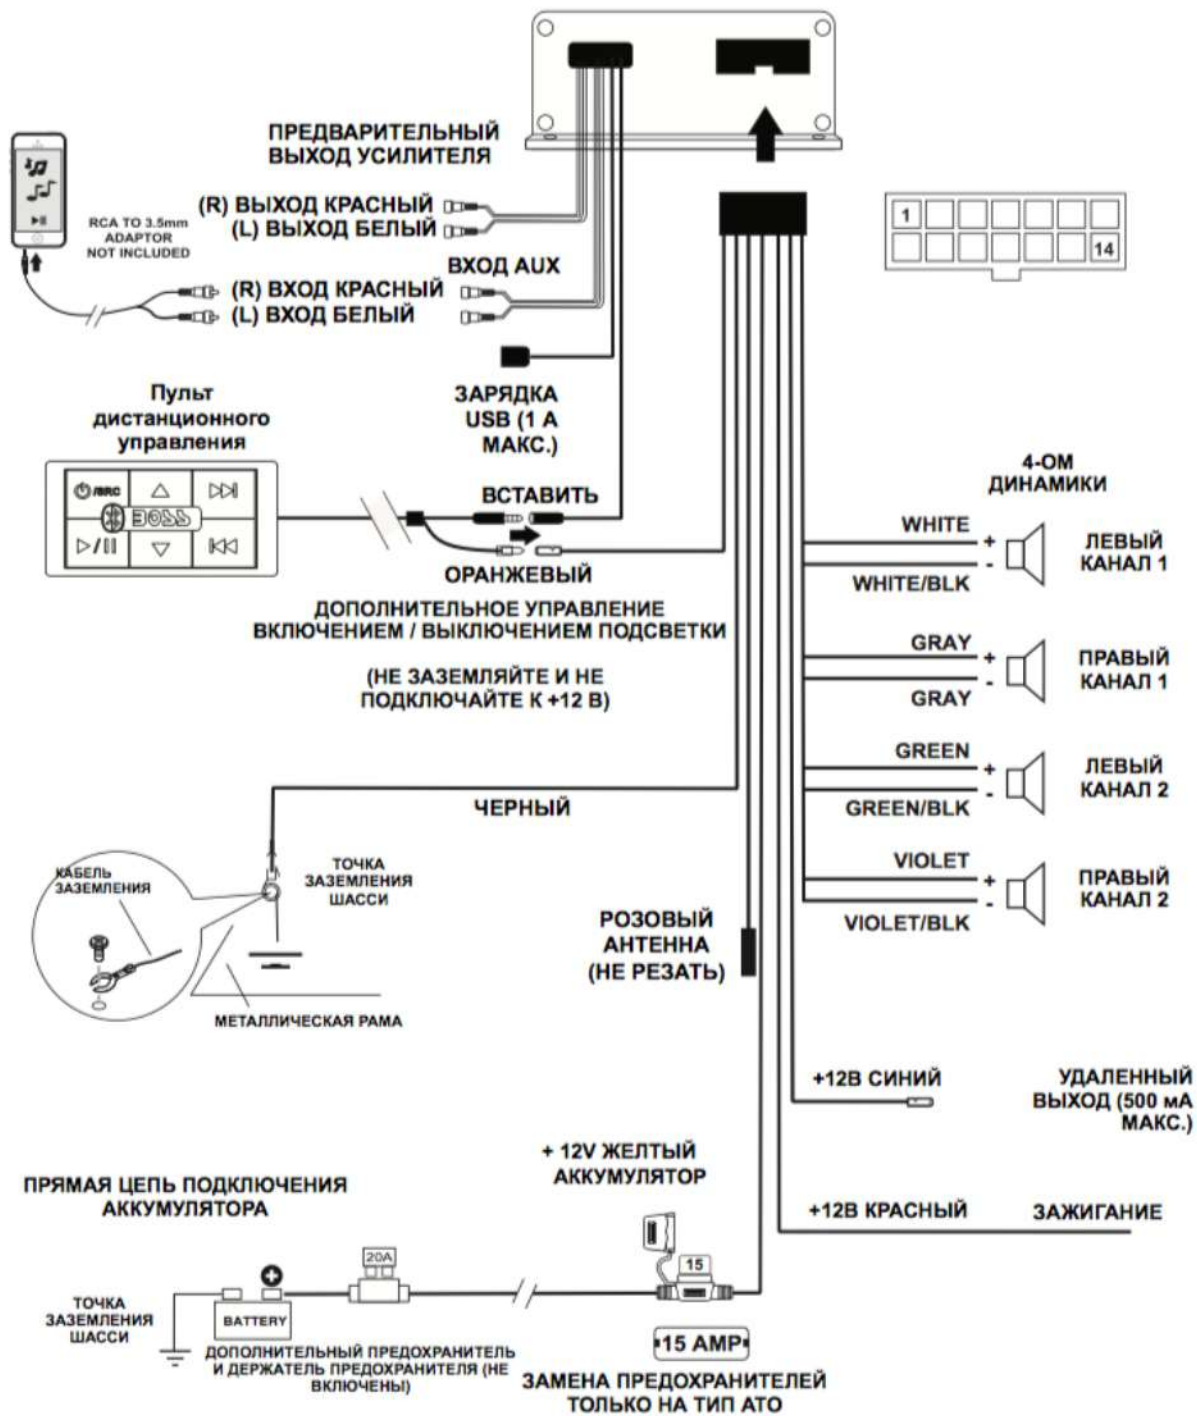 ПРЕДВАРИТЕЛЬНЫЙ
ВЫХОД УСИЛИТЕЛЯ
(R) ВЫХОД КРАСНЫЙ
(L) ВЫХОД БЕЛЫЙ
RCA TO 3.5mm
ADAPTOR
NOT INCLUDED
ВХОД AUX
(R) ВХОД КРАСНЫЙ
(L) ВХОД БЕЛЫЙ
1
14
ЗАРЯДКА
USB (1 А
МАКС.)
Пульт
дистанционного
управления
/SRC
BOSS
ВСТАВИТЬ
ОРАНЖЕВЫЙ
ДОПОЛНИТЕЛЬНОЕ УПРАВЛЕНИЕ
ВКЛЮЧЕНИЕМ / ВЫКЛЮЧЕНИЕМ ПОДСВЕТКИ
(НЕ ЗАЗЕМЛЯЙТЕ И НЕ
ПОДКЛЮЧАЙТЕ К +12 В)
4-ОМ
ДИНАМИКИ
WHITE
+
-
WHITE/BLK
ЛЕВЫЙ
КАНАЛ 1
GRAY
+
-
GRAY
ПРАВЫЙ
КАНАЛ 1
GREEN
+
-
GREEN/BLK
ЛЕВЫЙ
КАНАЛ 2
VIOLET
+
-
VIOLET/BLK
ПРАВЫЙ
КАНАЛ 2
ЧЕРНЫЙ
ТОЧКА
ЗАЗЕМЛЕНИЯ
ШАССИ
КАБЕЛЬ
ЗАЗЕМЛЕНИЯ
МЕТАЛЛИЧЕСКАЯ РАМА
РОЗОВЫЙ
АНТЕННА
(НЕ РЕЗАТЬ)
+12В СИНИЙ
УДАЛЕННЫЙ
ВЫХОД (500 мА
МАКС.)
+ 12V ЖЕЛТЫЙ
АККУМУЛЯТОР
+12В КРАСНЫЙ
ЗАЖИГАНИЕ
ПРЯМАЯ ЦЕПЬ ПОДКЛЮЧЕНИЯ
АККУМУЛЯТОРА
20A
15
+
BATTERY
ТОЧКА
ЗАЗЕМЛЕНИЯ
ШАССИ
ДОПОЛНИТЕЛЬНЫЙ ПРЕДОХРАНИТЕЛЬ
И ДЕРЖАТЕЛЬ ПРЕДОХРАНИТЕЛЯ (НЕ
ВКЛЮЧЕНЫ)
15 AMP
ЗАМЕНА ПРЕДОХРАНИТЕЛЕЙ
ТОЛЬКО НА ТИП АТО